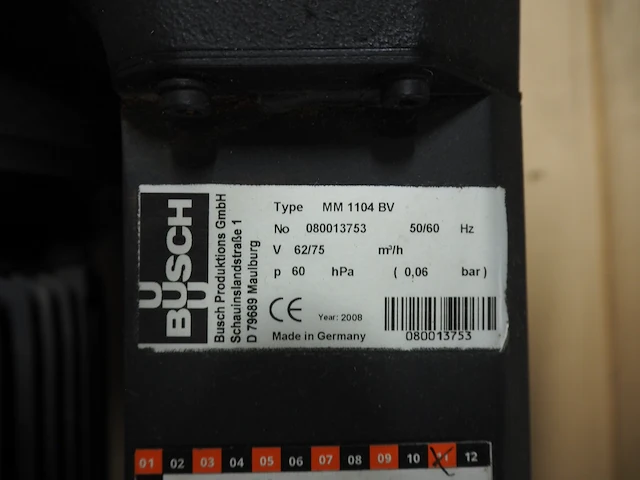 BUSCH
Busch Produktions GmbH
Schauinslandstraße 1
D 79689 Maulburg
Type MM 1104 BV
No 080013753 50/60 Hz
V 62/75 m³/h
p 60 hPa ( 0,06 bar)
CE Year: 2008
Made in Germany 080013753
01 02 03 04 05 06 07 08 09 10 11 12